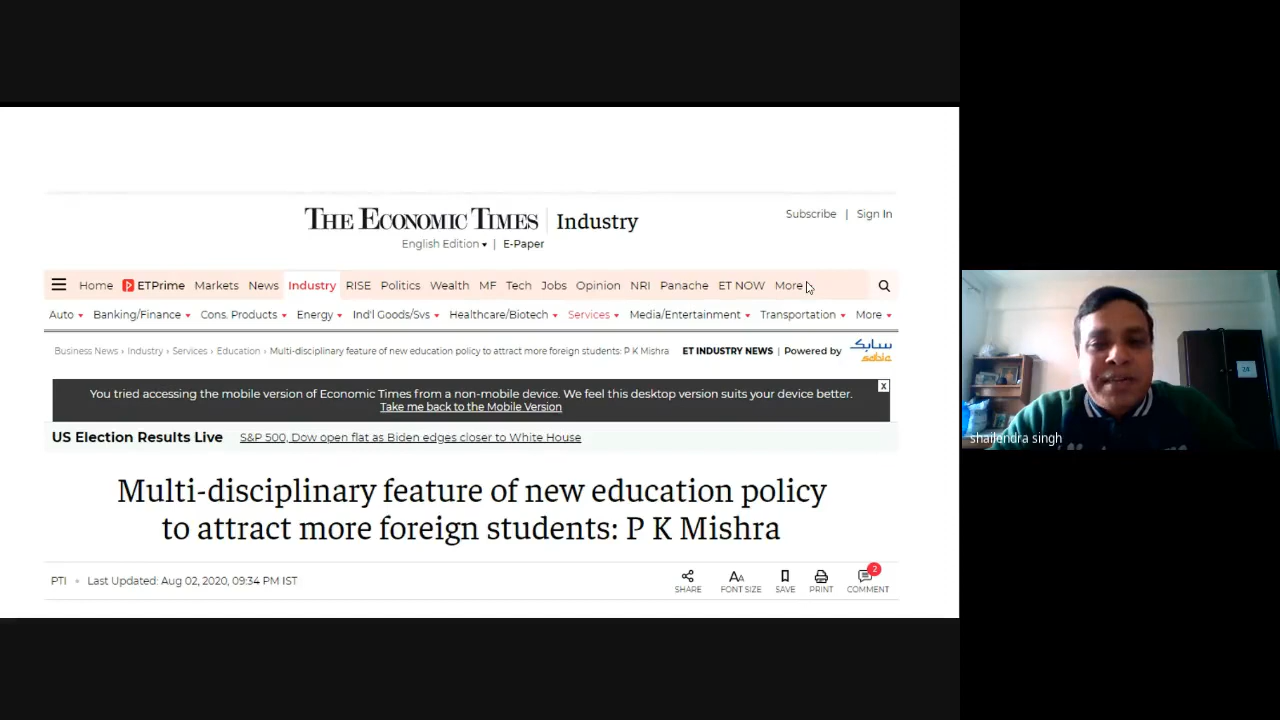 THE ECONOMIC TIMES | Industry
Subscribe | Sign In
English Edition | E-Paper
Home ETPrime Markets News Industry RISE Politics Wealth MF Tech Jobs Opinion NRI Panache ET NOW More
Auto Banking/Finance Cons. Products Energy Ind'l Goods/Svs Healthcare/Biotech Services Media/Entertainment Transportation More
Business News › Industry › Services › Education › Multi-disciplinary feature of new education policy to attract more foreign students: P K Mishra ET INDUSTRY NEWS | Powered by سابك
sabic
You tried accessing the mobile version of Economic Times from a non-mobile device. We feel this desktop version suits your device better. X
Take me back to the Mobile Version
US Election Results Live S&P 500, Dow open flat as Biden edges closer to White House
Multi-disciplinary feature of new education policy
to attract more foreign students: P K Mishra
PTI • Last Updated: Aug 02, 2020, 09:34 PM IST
2
SHARE FONT SIZE SAVE PRINT COMMENT
shailendra singh